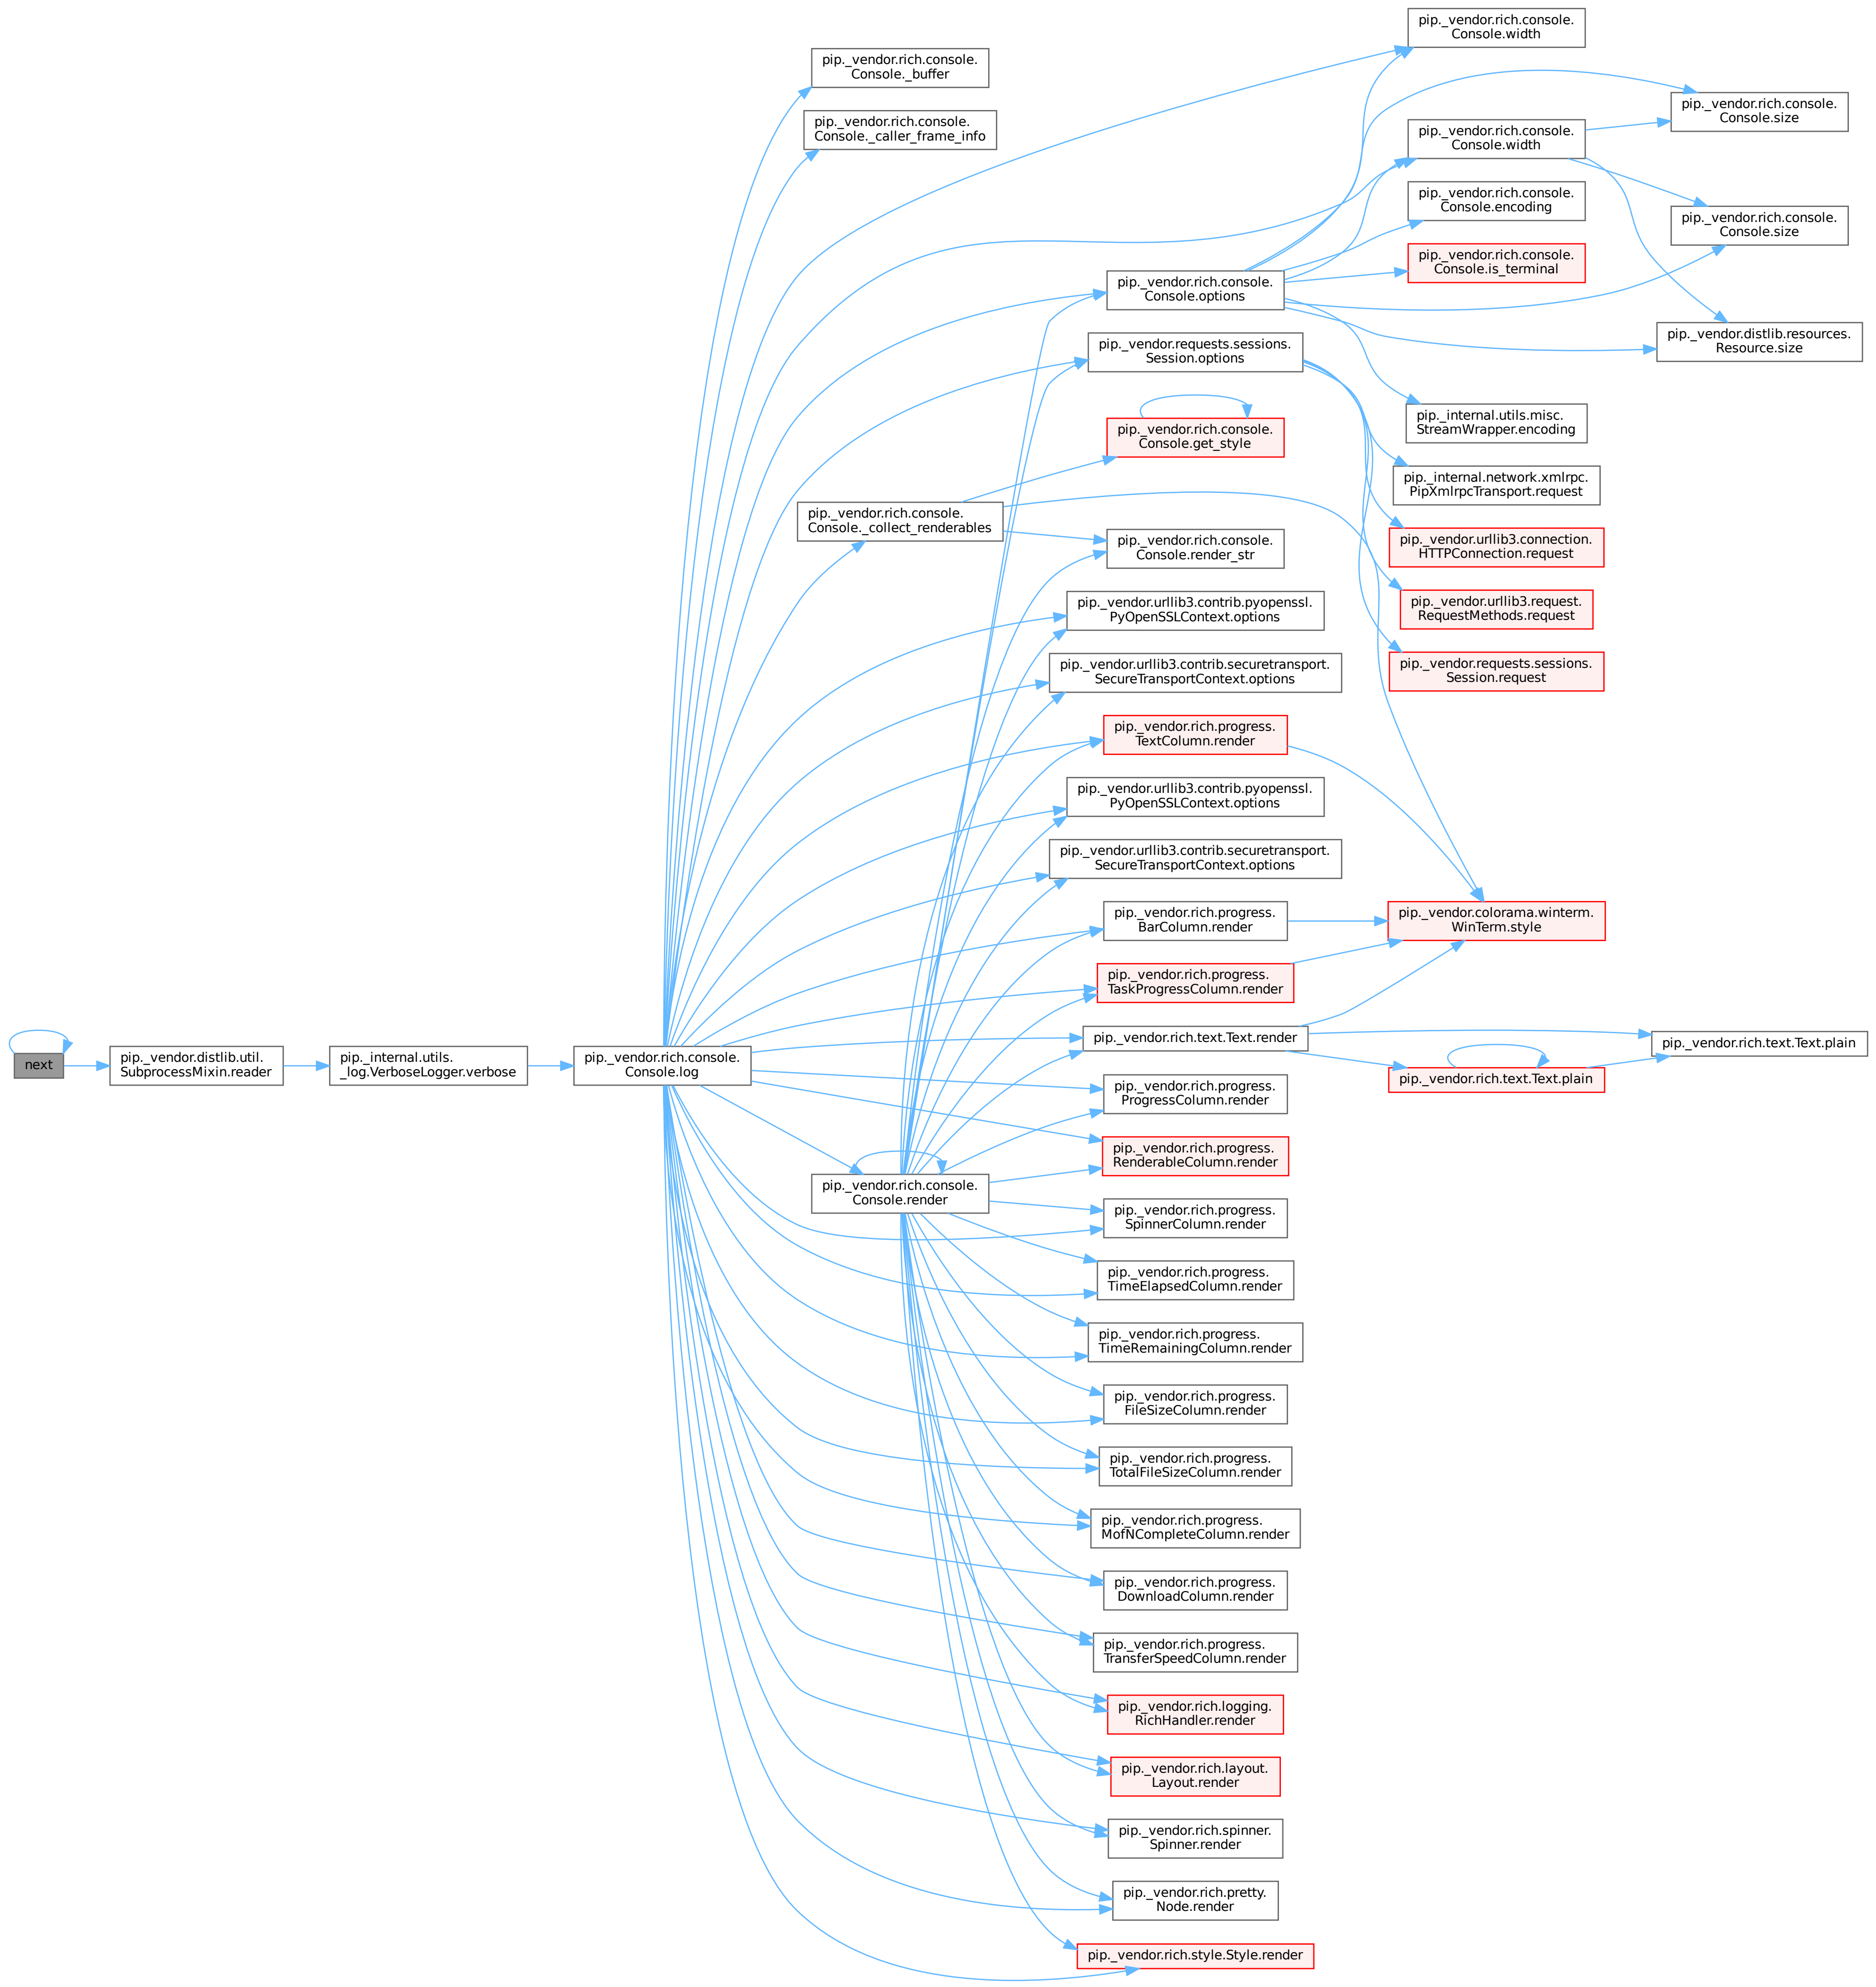 next
pip._vendor.distlib.util.
SubprocessMixin.reader
pip._internal.utils.
_log.VerboseLogger.verbose
pip._vendor.rich.console.
Console.log
pip._vendor.rich.console.
Console._buffer
pip._vendor.rich.console.
Console._caller_frame_info
pip._vendor.rich.console.
Console._collect_renderables
pip._vendor.rich.console.
Console.render
pip._vendor.rich.console.
Console.options
pip._vendor.requests.sessions.
Session.options
pip._vendor.rich.console.
Console.get_style
pip._vendor.rich.console.
Console.render_str
pip._vendor.urllib3.contrib.pyopenssl.
PyOpenSSLContext.options
pip._vendor.urllib3.contrib.securetransport.
SecureTransportContext.options
pip._vendor.rich.progress.
TextColumn.render
pip._vendor.urllib3.contrib.pyopenssl.
PyOpenSSLContext.options
pip._vendor.urllib3.contrib.securetransport.
SecureTransportContext.options
pip._vendor.rich.progress.
BarColumn.render
pip._vendor.rich.progress.
TaskProgressColumn.render
pip._vendor.rich.text.Text.render
pip._vendor.rich.progress.
ProgressColumn.render
pip._vendor.rich.progress.
RenderableColumn.render
pip._vendor.rich.progress.
SpinnerColumn.render
pip._vendor.rich.progress.
TimeElapsedColumn.render
pip._vendor.rich.progress.
TimeRemainingColumn.render
pip._vendor.rich.progress.
FileSizeColumn.render
pip._vendor.rich.progress.
TotalFileSizeColumn.render
pip._vendor.rich.progress.
MofNCompleteColumn.render
pip._vendor.rich.progress.
DownloadColumn.render
pip._vendor.rich.progress.
TransferSpeedColumn.render
pip._vendor.rich.logging.
RichHandler.render
pip._vendor.rich.layout.
Layout.render
pip._vendor.rich.spinner.
Spinner.render
pip._vendor.rich.pretty.
Node.render
pip._vendor.rich.style.Style.render
pip._vendor.rich.console.
Console.width
pip._vendor.rich.console.
Console.width
pip._vendor.rich.console.
Console.encoding
pip._vendor.rich.console.
Console.is_terminal
pip._internal.utils.misc.
StreamWrapper.encoding
pip._internal.network.xmlrpc.
PipXmlrpcTransport.request
pip._vendor.urllib3.connection.
HTTPConnection.request
pip._vendor.urllib3.request.
RequestMethods.request
pip._vendor.requests.sessions.
Session.request
pip._vendor.colorama.winterm.
WinTerm.style
pip._vendor.rich.text.Text.plain
pip._vendor.rich.console.
Console.size
pip._vendor.rich.console.
Console.size
pip._vendor.distlib.resources.
Resource.size
pip._vendor.rich.text.Text.plain